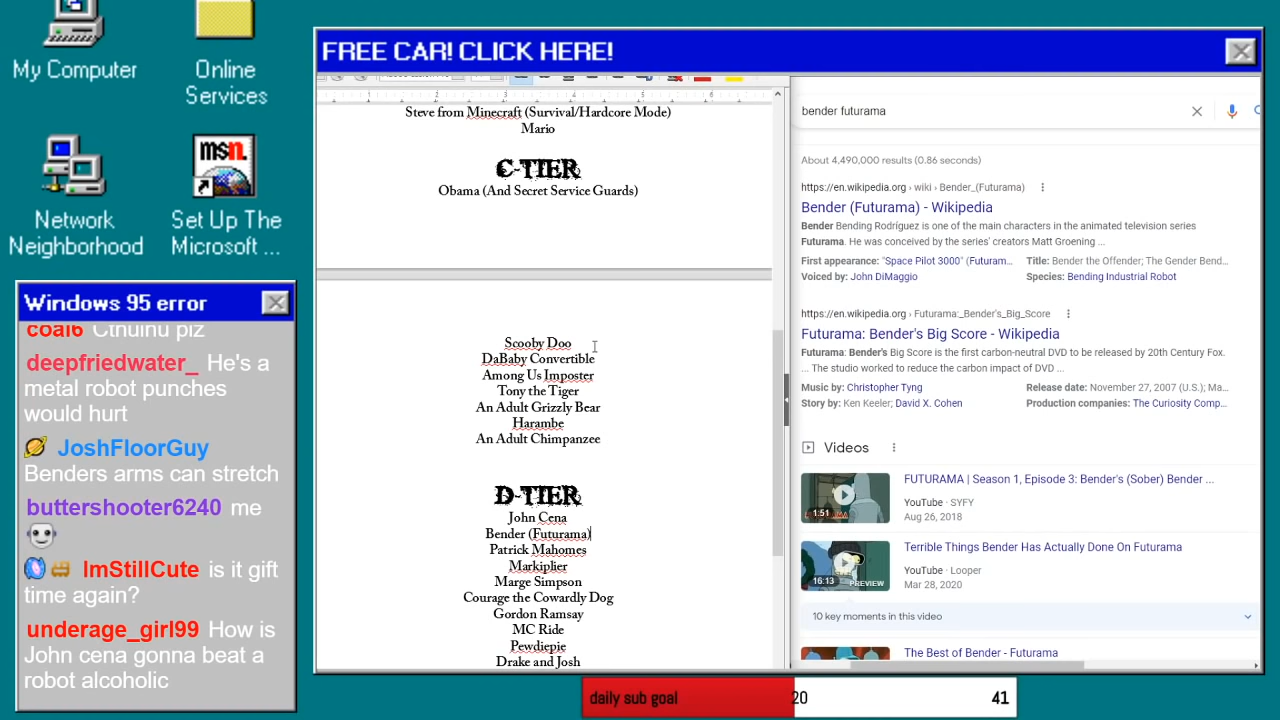 My Computer
Online
Services
Network
Neighborhood
msn.
Set Up The
Microsoft ...
Windows 95 error
coal6 Cthulhu plz
deepfriedwater_ He's a
metal robot punches
would hurt
JoshFloorGuy
Benders arms can stretch
buttershooter6240 me
ImStillCute is it gift
time again?
underage_girl99 How is
John cena gonna beat a
robot alcoholic
FREE CAR! CLICK HERE!
Steve from Minecraft (Survival/Hardcore Mode)
Mario
C-TIER
Obama (And Secret Service Guards)
Scooby Doo
DaBaby Convertible
Among Us Imposter
Tony the Tiger
An Adult Grizzly Bear
Harambe
An Adult Chimpanzee
D-TIER
John Cena
Bender (Futurama)
Patrick Mahomes
Markiplier
Marge Simpson
Courage the Cowardly Dog
Gordon Ramsay
MC Ride
Pewdiepie
Drake and Josh
bender futurama
About 4,490,000 results (0.86 seconds)
https://en.wikipedia.org › wiki › Bender_(Futurama)
Bender (Futurama) - Wikipedia
Bender Bending Rodríguez is one of the main characters in the animated television series
Futurama. He was conceived by the series' creators Matt Groening ...
First appearance: "Space Pilot 3000" (Futuram... Title: Bender the Offender; The Gender Bend...
Voiced by: John DiMaggio Species: Bending Industrial Robot
https://en.wikipedia.org › wiki › Futurama:_Bender's_Big_Score
Futurama: Bender's Big Score - Wikipedia
Futurama: Bender's Big Score is the first carbon-neutral DVD to be released by 20th Century Fox.
... The studio worked to reduce the carbon impact of DVD ...
Music by: Christopher Tyng Release date: November 27, 2007 (U.S.); Ma...
Story by: Ken Keeler; David X. Cohen Production companies: The Curiosity Comp...
Videos
1:51
FUTURAMA | Season 1, Episode 3: Bender's (Sober) Bender ...
YouTube · SYFY
Aug 26, 2018
16:13 PREVIEW
Terrible Things Bender Has Actually Done On Futurama
YouTube · Looper
Mar 28, 2020
10 key moments in this video
The Best of Bender - Futurama
daily sub goal
20
41